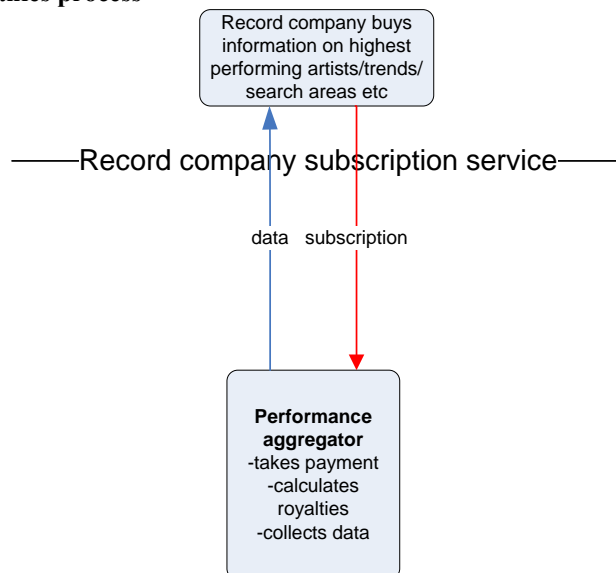 process
Record company buys
information on highest
performing artists/trends/
search areas etc
Record company subscription service
data subscription
Performance
aggregator
-takes payment
-calculates
royalties
-collects data